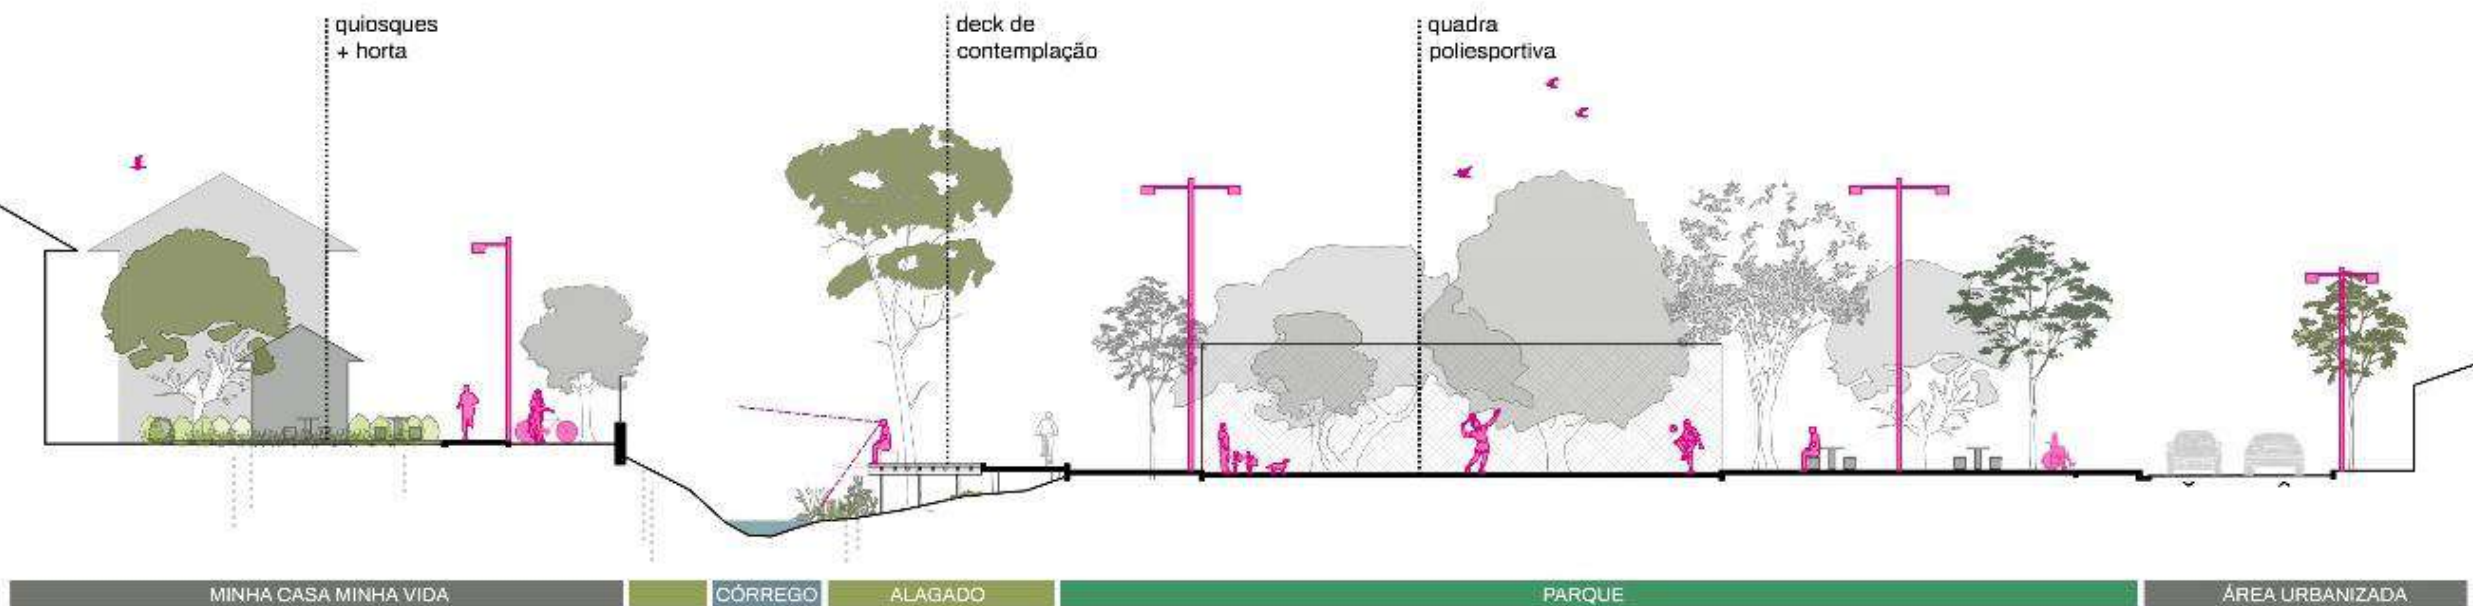 quiosques
+ horta
deck de
contemplação
quadra
poliesportiva
MINHA CASA MINHA VIDA
CÓRREGO
ALAGADO
PARQUE
ÁREA URBANIZADA